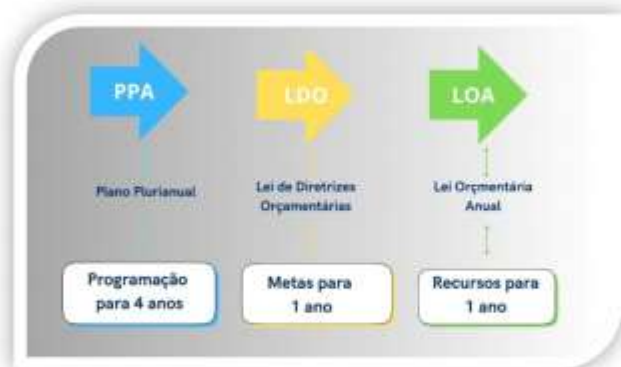 PPA
LDO
LOA
Plano Plurianual
Lei de Diretrizes
Orçamentárias
Lei Orçmentária
Anual
Programação
para 4 anos
Metas para
1 ano
Recursos para
1 ano